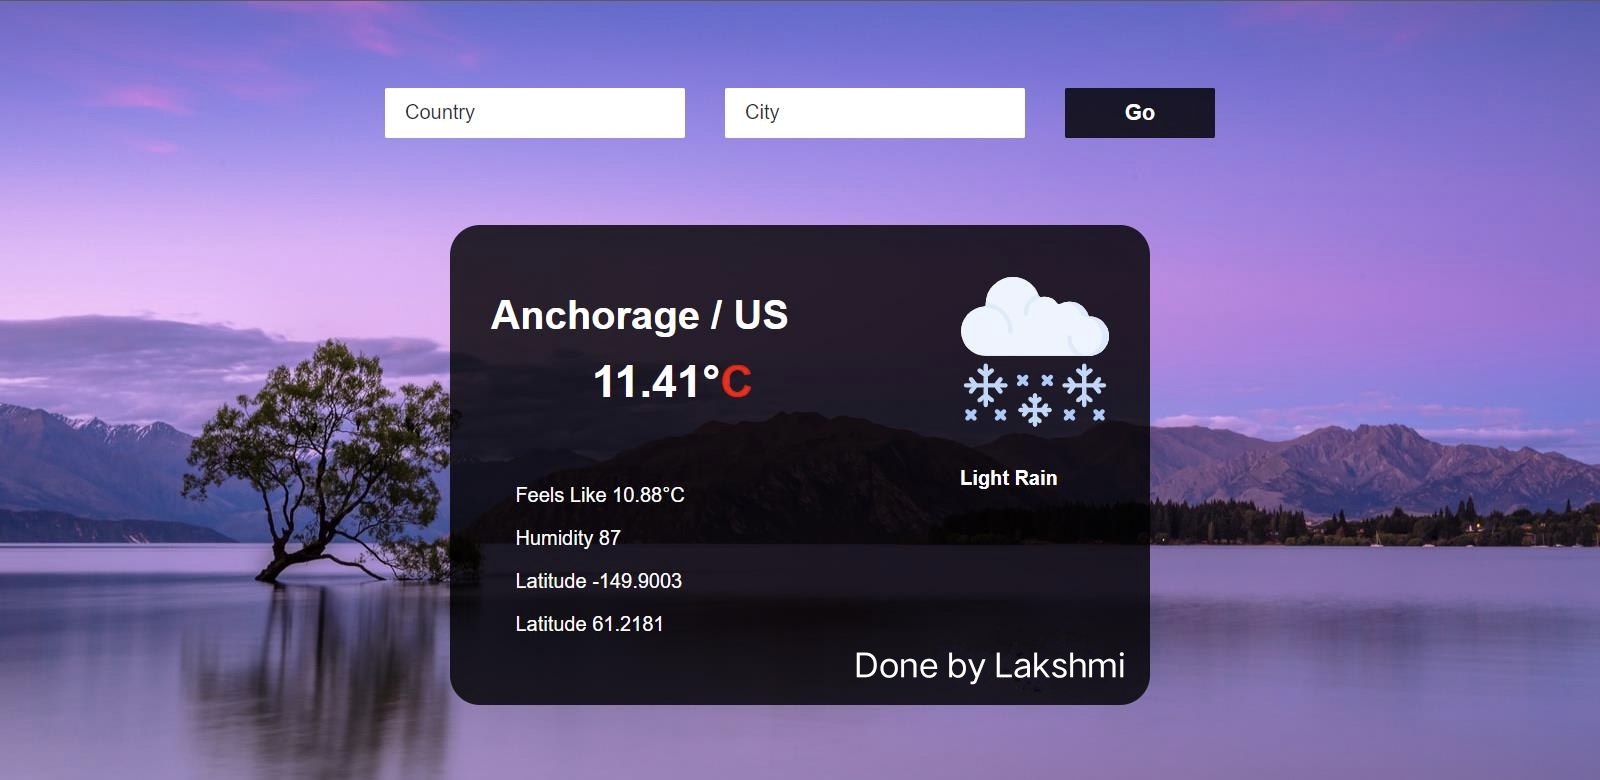 Country
City
Go
Anchorage / US
11.41°C
Light Rain
Feels Like 10.88°C
Humidity 87
Latitude -149.9003
Latitude 61.2181
Done by Lakshmi